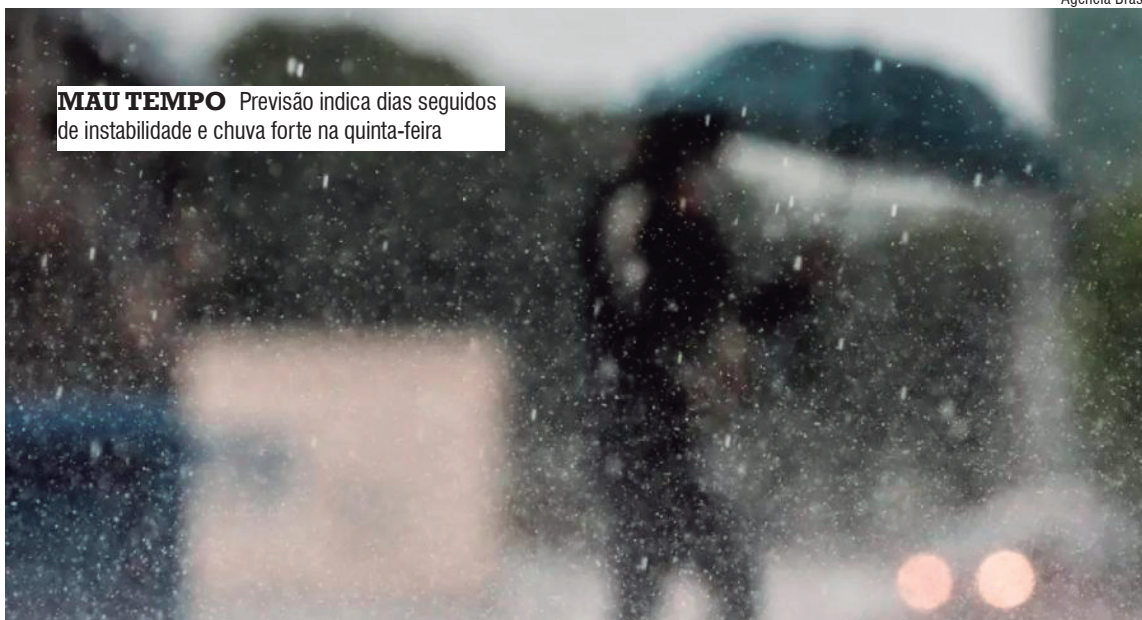 MAU TEMPO Previsão indica dias seguidos
de instabilidade e chuva forte na quinta-feira